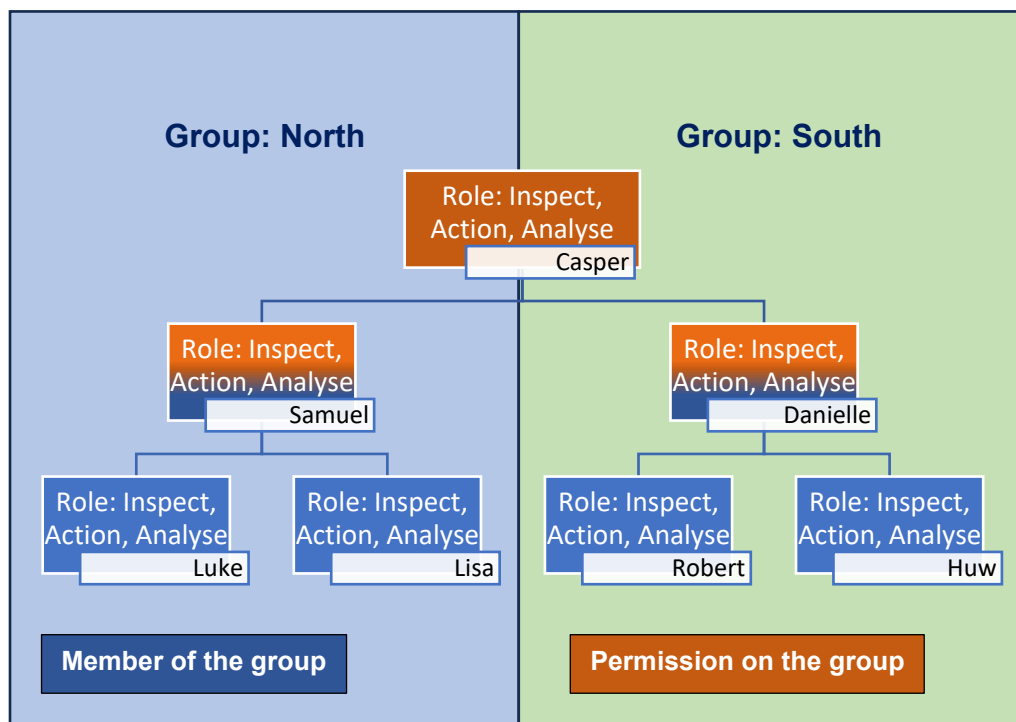 Group: North
Group: South
Role: Inspect,
Action, Analyse
Casper
Role: Inspect,
Action, Analyse
Samuel
Role: Inspect,
Action, Analyse
Danielle
Role: Inspect,
Action, Analyse
Luke
Role: Inspect,
Action, Analyse
Lisa
Role: Inspect,
Action, Analyse
Robert
Role: Inspect,
Action, Analyse
Huw
Member of the group
Permission on the group